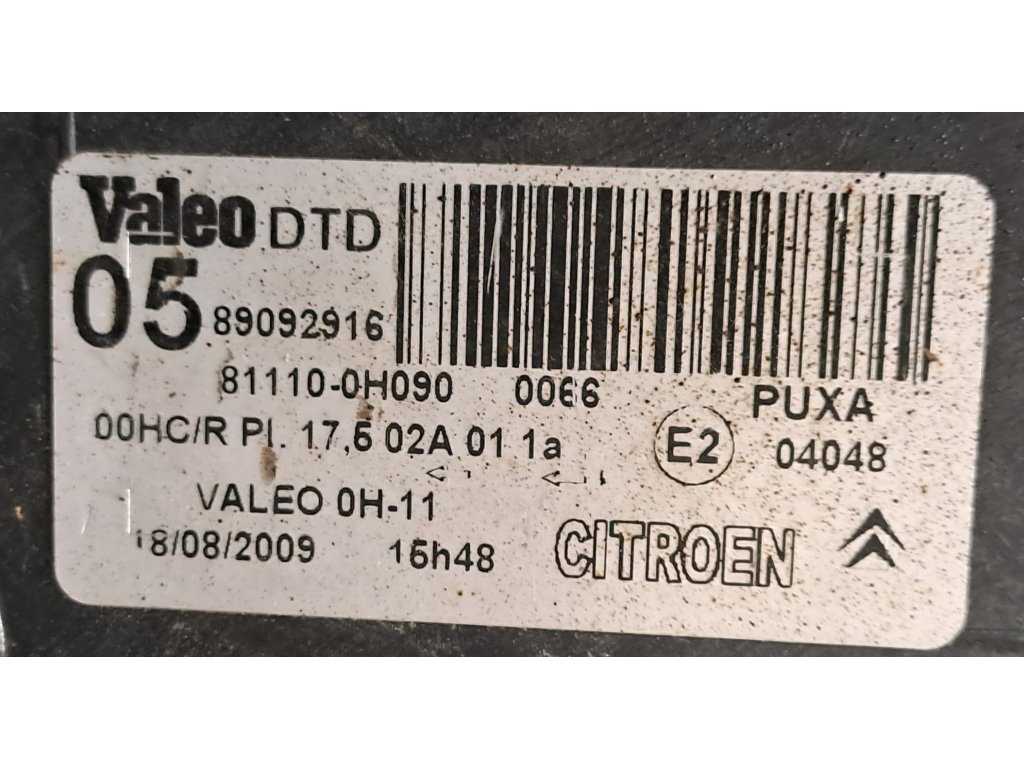 Valeo DTD
05 89092916
81110-0H090 0066 PUXA
00HC/R Pl. 17,5 02A 01 1a E2 04048
VALEO 0H-11
18/08/2009 15h48 CITROEN